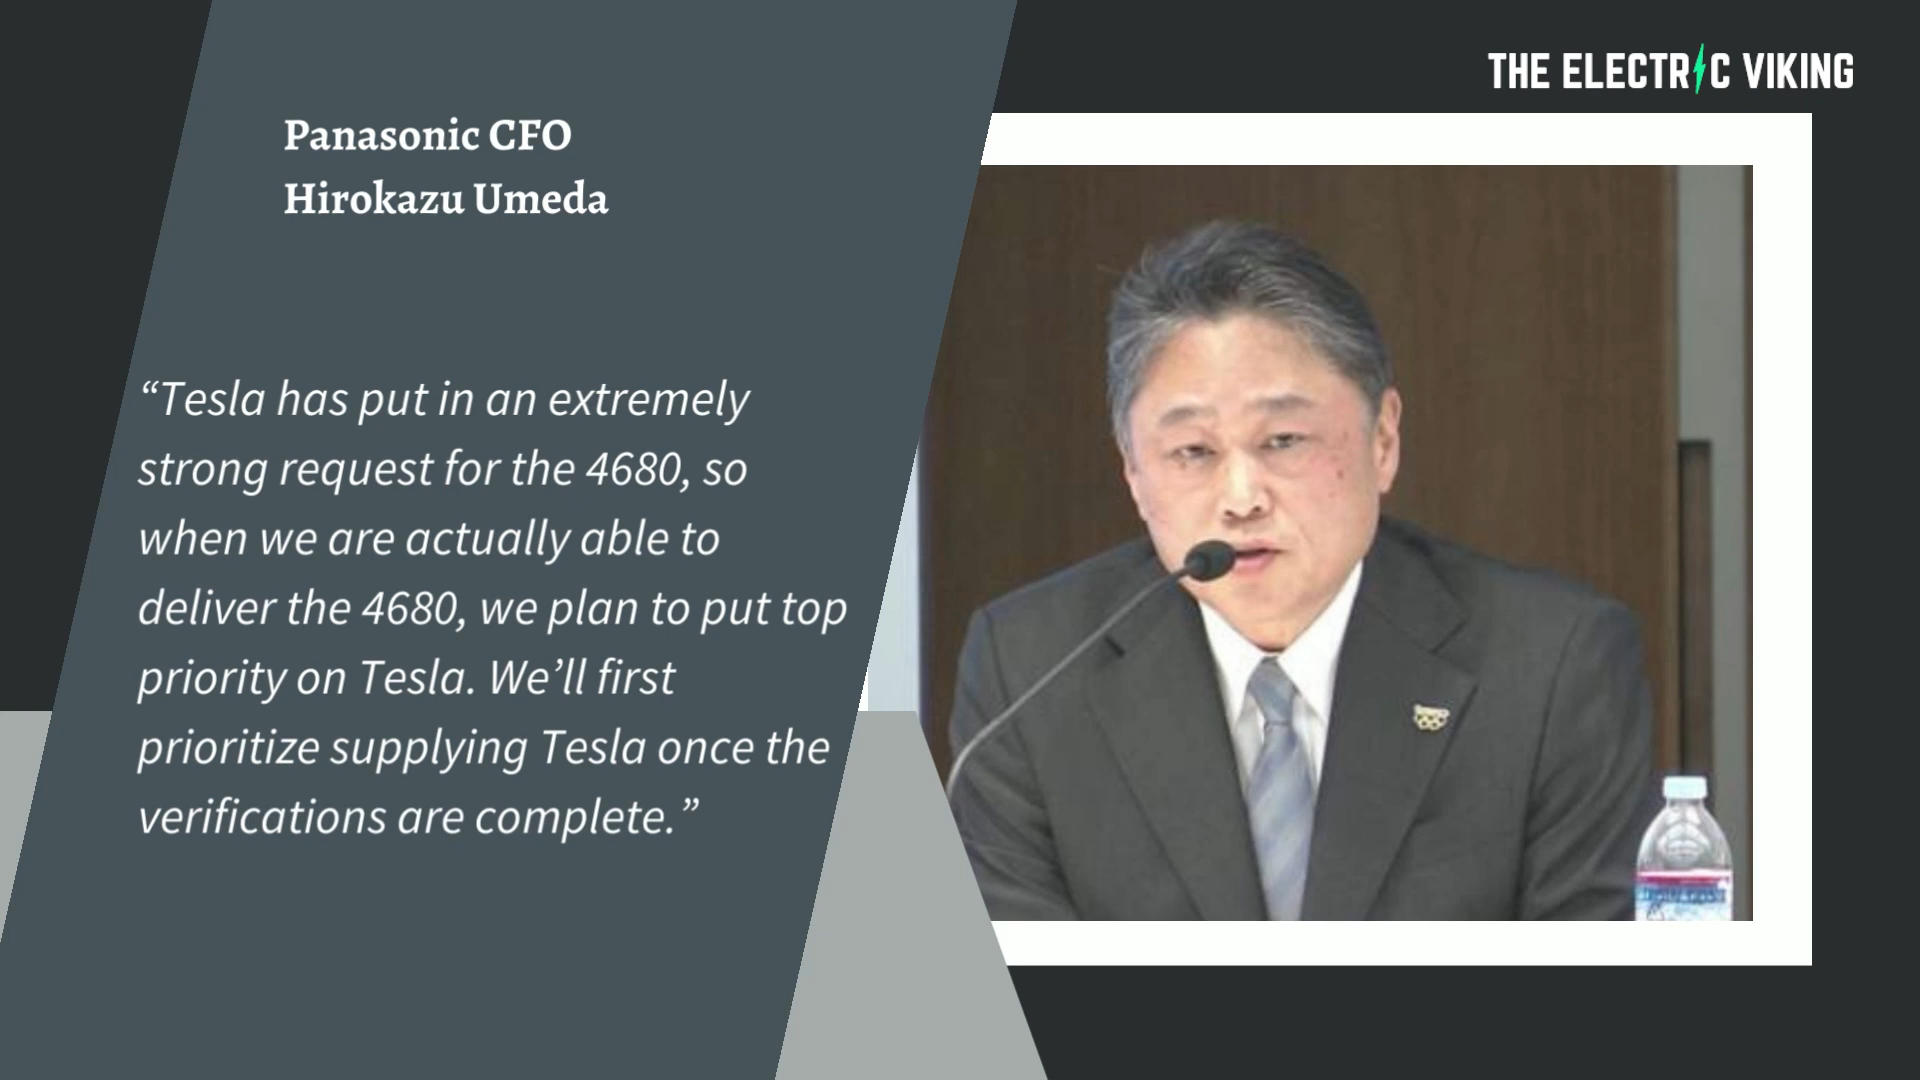 THE ELECTRIC VIKING
Panasonic CFO
Hirokazu Umeda
“Tesla has put in an extremely
strong request for the 4680, so
when we are actually able to
deliver the 4680, we plan to put top
priority on Tesla. We’ll first
prioritize supplying Tesla once the
verifications are complete.”